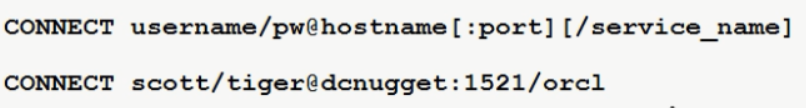 CONNECT username/pw@hostname[:port][/service_name]
CONNECT scott/tiger@dcnugget:1521/orcl